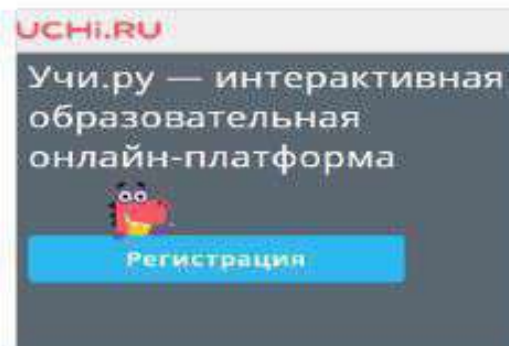 UCHi.RU
Учи.ру — интерактивная
образовательная
онлайн-платформа
Регистрация